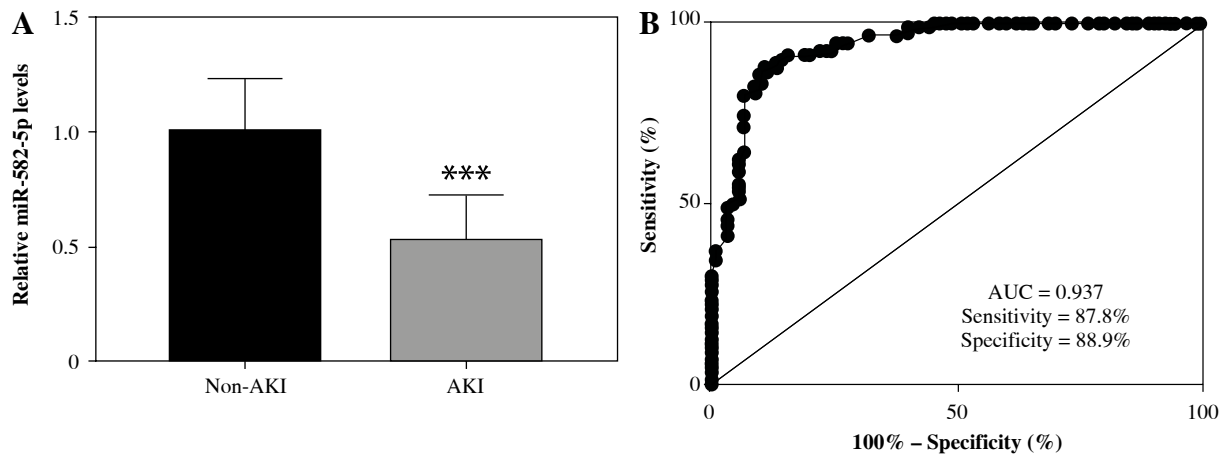 A
Relative miR-582-5p levels
1.5
1.0
0.5
0
***
Non-AKI
AKI
B
Sensitivity (%)
100
50
0
AUC = 0.937
Sensitivity = 87.8%
Specificity = 88.9%
0
50
100
100% – Specificity (%)